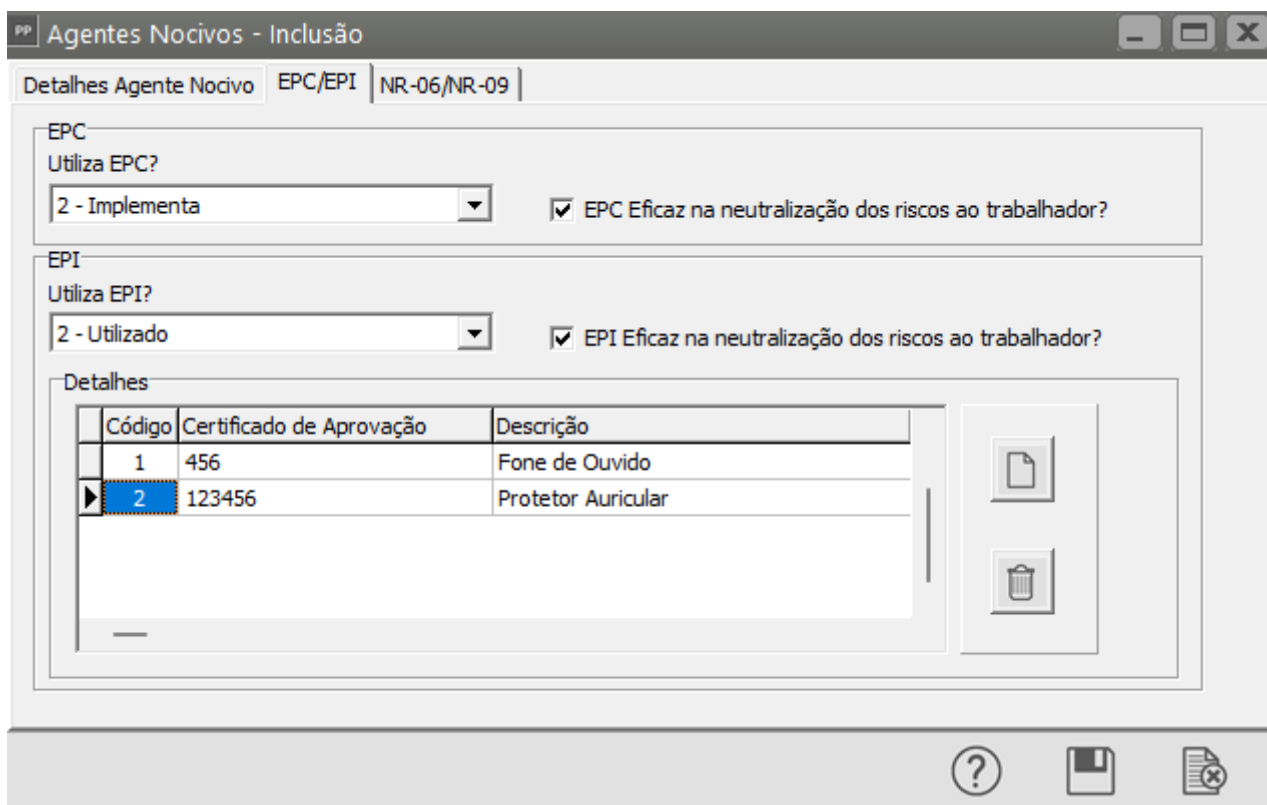 PP Agentes Nocivos - Inclusão
Detalhes Agente Nocivo EPC/EPI NR-06/NR-09
EPC
Utiliza EPC?
2 - Implementa EPC Eficaz na neutralização dos riscos ao trabalhador?
EPI
Utiliza EPI?
2 - Utilizado EPI Eficaz na neutralização dos riscos ao trabalhador?
Detalhes
Código Certificado de Aprovação Descrição
1 456 Fone de Ouvido
2 123456 Protetor Auricular